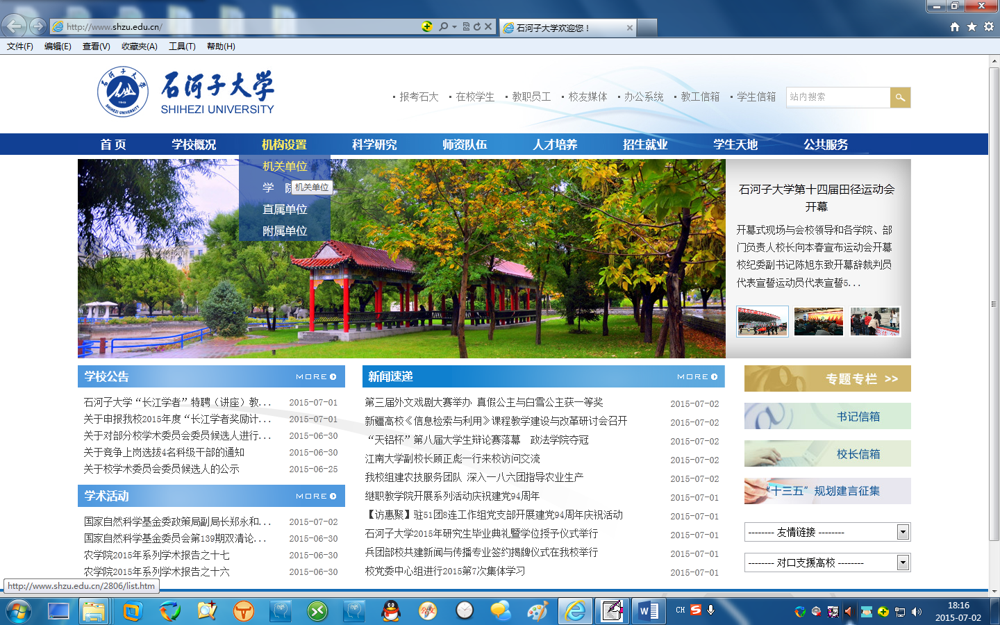 http://www.shzu.edu.cn/
石河子大学欢迎您！
文件(F) 编辑(E) 查看(V) 收藏夹(A) 工具(T) 帮助(H)
石河子大学
SHIHEZI UNIVERSITY
· 报考石大 · 在校学生 · 教职员工 · 校友媒体 · 办公系统 · 教工信箱 · 学生信箱
站内搜索
首 页 学校概况 机构设置 科学研究 师资队伍 人才培养 招生就业 学生天地 公共服务
机关单位
学 院
机关单位
直属单位
附属单位
石河子大学第十四届田径运动会
开幕
开幕式现场与会校领导和各学院、部
门负责人校长向本春宣布运动会开幕
校纪委副书记陈旭东致开幕辞裁判员
代表宣誓运动员代表宣誓5...
学校公告 MORE
石河子大学“长江学者”特聘（讲座）教... 2015-07-01
关于申报我校2015年度“长江学者奖励计... 2015-07-01
关于对部分校学术委员会委员候选人进行... 2015-06-30
关于竞争上岗选拔4名科级干部的通知 2015-06-30
关于校学术委员会委员候选人的公示 2015-06-25
学术活动 MORE
国家自然科学基金委政策局副局长郑永和... 2015-07-02
国家自然科学基金委员会第139期双清论... 2015-06-30
农学院2015年系列学术报告之十七 2015-06-30
农学院2015年系列学术报告之十六 2015-06-30
新闻速递 MORE
第三届外文戏剧大赛举办 真假公主与白雪公主获一等奖 2015-07-02
新疆高校《信息检索与利用》课程教学建设与改革研讨会召开 2015-07-02
“天铝杯”第八届大学生辩论赛落幕 政法学院夺冠 2015-07-02
江南大学副校长顾正彪一行来校访问交流 2015-07-02
我校组建农技服务团队 深入一八六团指导农业生产 2015-07-02
继职教学院开展系列活动庆祝建党94周年 2015-07-01
【访惠聚】驻51团8连工作组党支部开展建党94周年庆祝活动 2015-07-01
石河子大学2015年研究生毕业典礼暨学位授予仪式举行 2015-07-01
兵团部校共建新闻与传播专业签约揭牌仪式在我校举行 2015-07-01
校党委中心组进行2015第7次集体学习 2015-07-01
专题专栏 >>
书记信箱
校长信箱
“十三五”规划建言征集
-------- 友情链接 --------
-------- 对口支援高校 --------
http://www.shzu.edu.cn/2806/list.htm
CH
18:16
2015-07-02